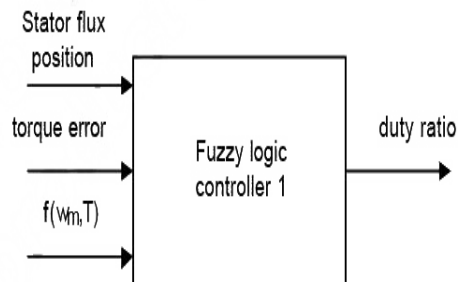 Stator flux
position
torque error
f(wm,T)
Fuzzy logic
controller 1
duty ratio